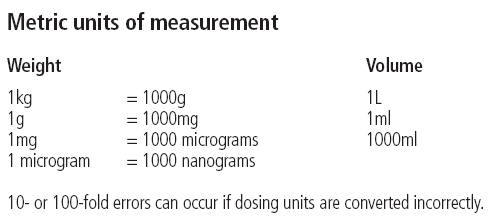 Metric units of measurement
Weight Volume
1kg = 1000g 1L
1g = 1000mg 1ml
1mg = 1000 micrograms 1000ml
1 microgram = 1000 nanograms
10- or 100-fold errors can occur if dosing units are converted incorrectly.